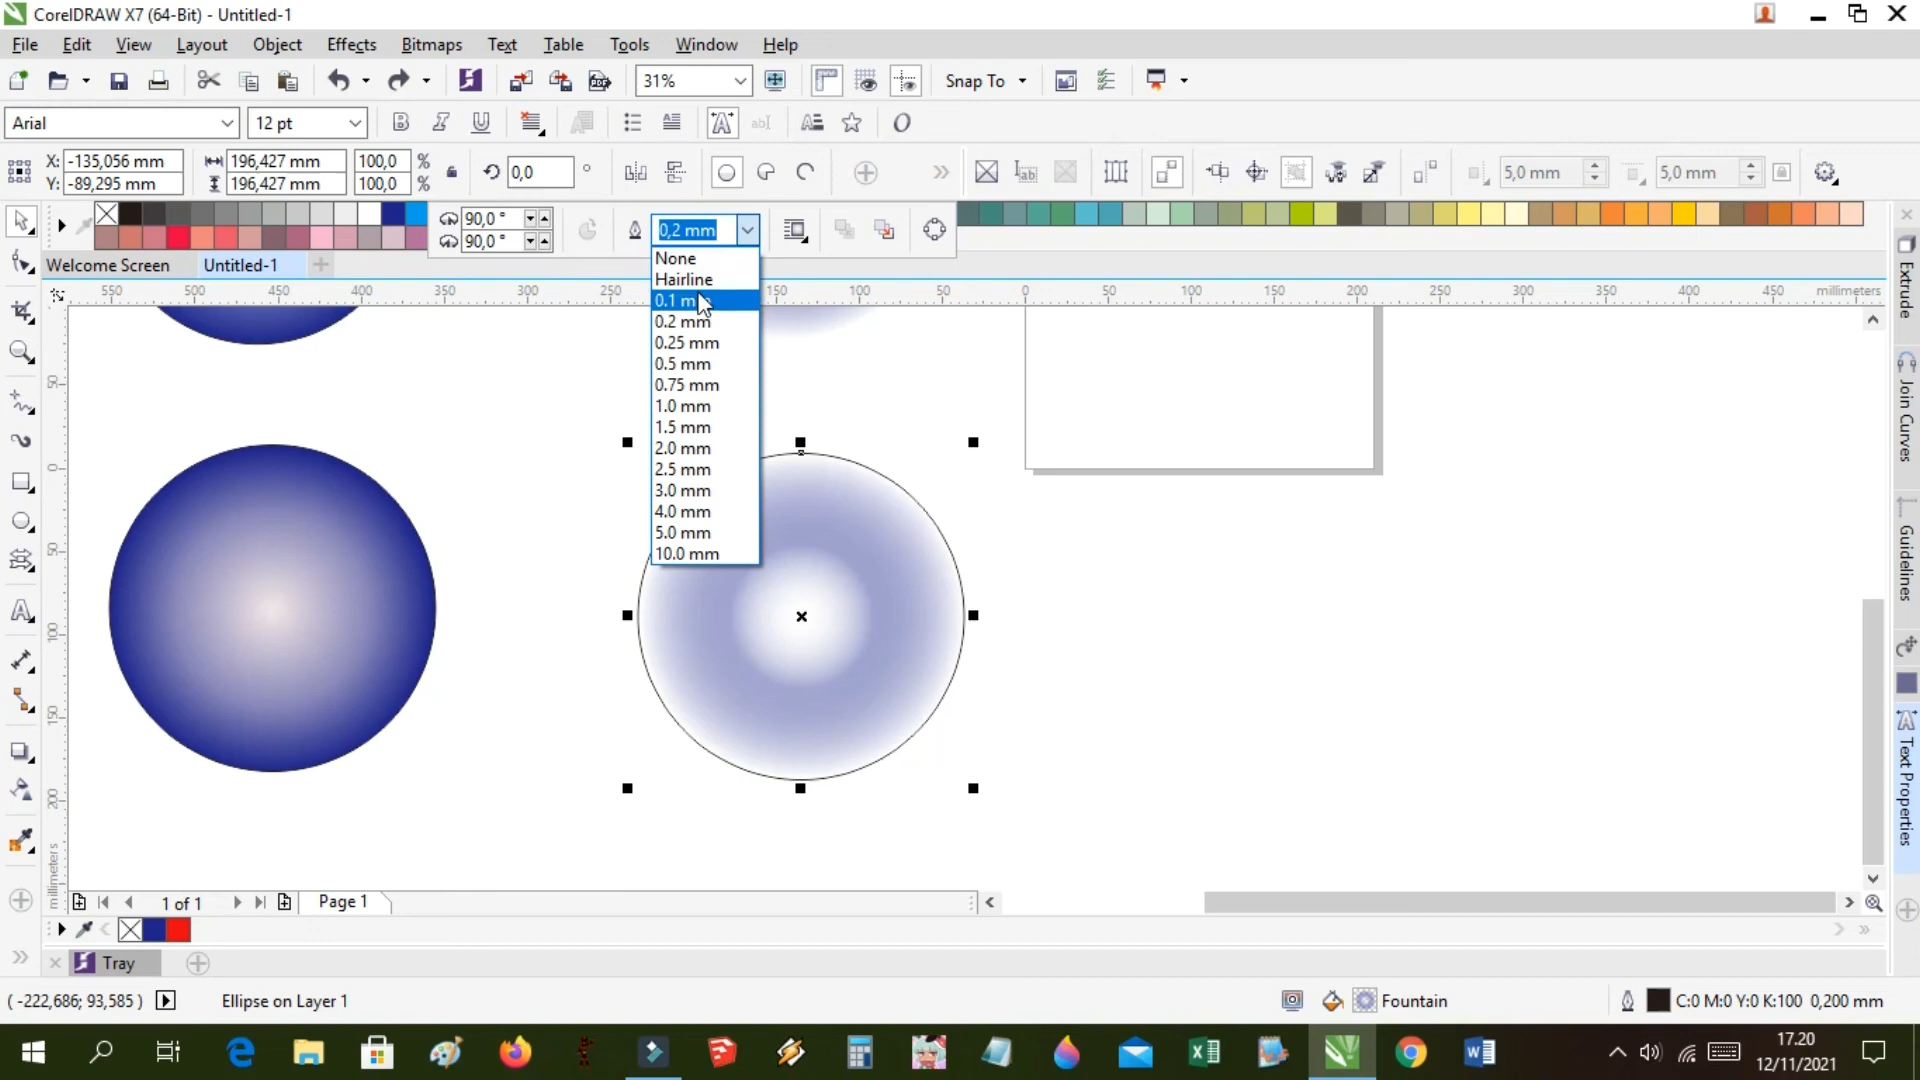 CorelDRAW X7 (64-Bit) - Untitled-1
File Edit View Layout Object Effects Bitmaps Text Table Tools Window Help
31% Snap To
Arial 12 pt
X: -135,056 mm 196,427 mm 100,0 % 0,0 ° 5,0 mm 5,0 mm
Y: -89,295 mm 196,427 mm 100,0 %
90,0 °
90,0 °
0,2 mm
Welcome Screen Untitled-1
None
Hairline
0.1 mm
0.2 mm
0.25 mm
0.5 mm
0.75 mm
1.0 mm
1.5 mm
2.0 mm
2.5 mm
3.0 mm
4.0 mm
5.0 mm
10.0 mm
550 500 450 400 350 300 250 150 100 50 0 50 100 150 200 250 300 350 400 450 millimeters
50
0
50
100
150
200
millimeters
Extrude
Join Curves
Guidelines
Text Properties
1 of 1 Page 1
Tray
( -222,686; 93,585 ) Ellipse on Layer 1 Fountain C:0 M:0 Y:0 K:100 0,200 mm
17.20
12/11/2021